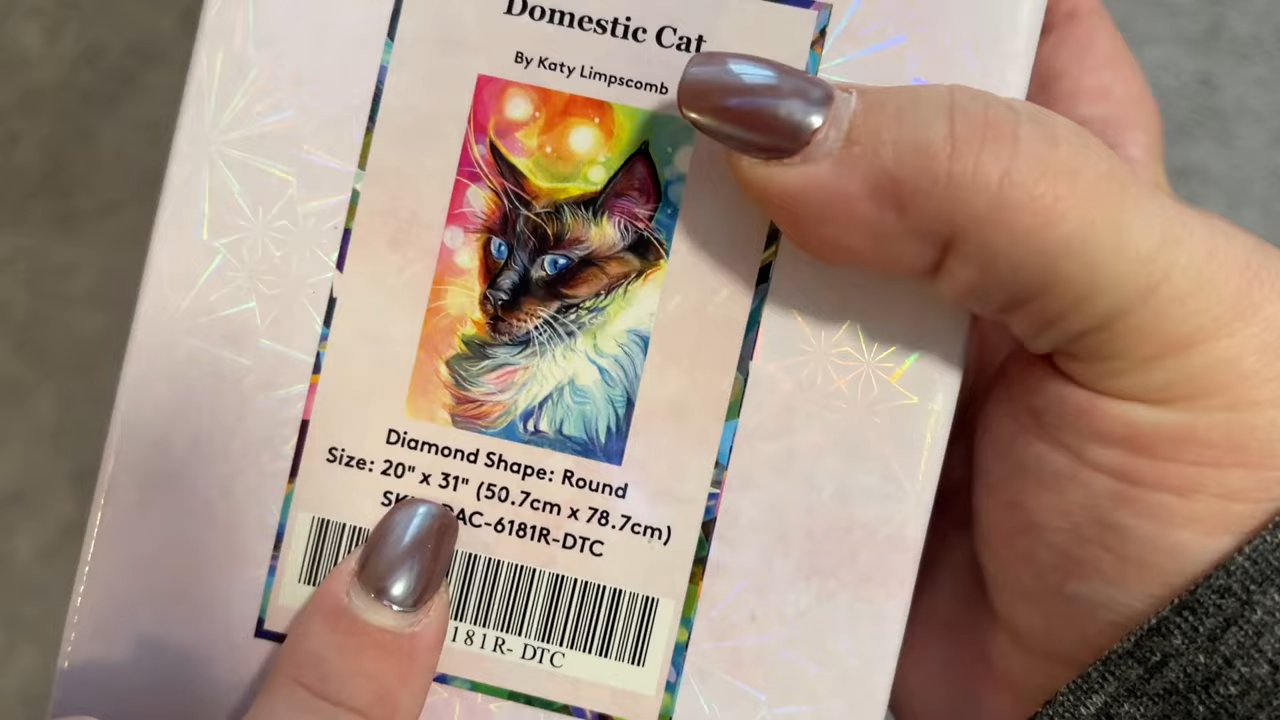 Domestic Cat
By Katy Limpscomb
Diamond Shape: Round
Size: 20" x 31" (50.7cm x 78.7cm)
AC-6181R-DTC
181R- DTC